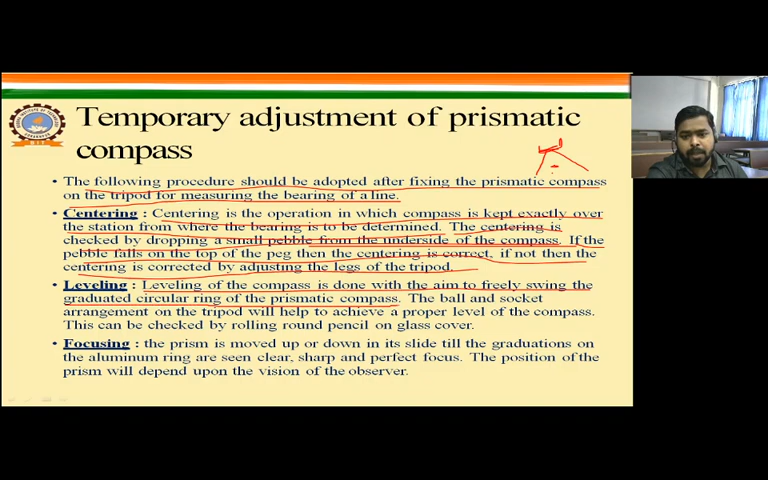 Temporary adjustment of prismatic
compass
• The following procedure should be adopted after fixing the prismatic compass
on the tripod for measuring the bearing of a line.
• Centering : Centering is the operation in which compass is kept exactly over
the station from where the bearing is to be determined. The centering is
checked by dropping a small pebble from the underside of the compass. If the
pebble falls on the top of the peg then the centering is correct, if not then the
centering is corrected by adjusting the legs of the tripod.
• Leveling : Leveling of the compass is done with the aim to freely swing the
graduated circular ring of the prismatic compass. The ball and socket
arrangement on the tripod will help to achieve a proper level of the compass.
This can be checked by rolling round pencil on glass cover.
• Focusing : the prism is moved up or down in its slide till the graduations on
the aluminum ring are seen clear, sharp and perfect focus. The position of the
prism will depend upon the vision of the observer.